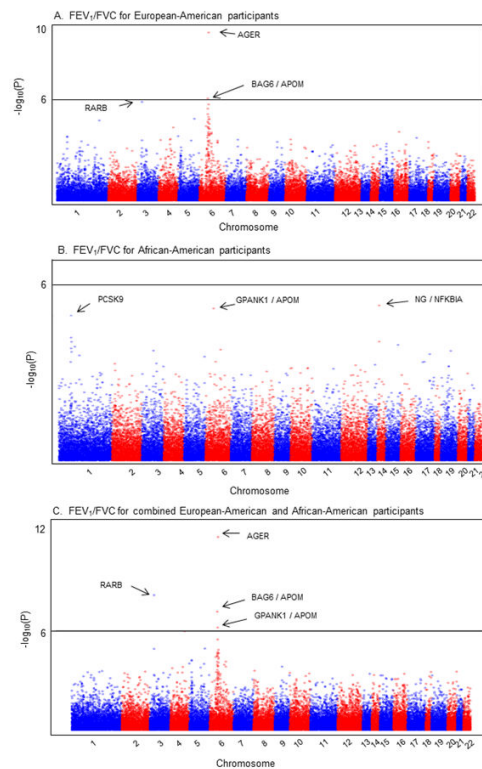 A. FEV₁/FVC for European-American participants
10
AGER
BAG6 / APOM
6
RARB
-log₁₀(P)
1 2 3 4 5 6 7 8 9 10 11 12 13 14 15 16 17 18 19 20 21 22
Chromosome
B. FEV₁/FVC for African-American participants
6
PCSK9
GPANK1 / APOM
NG / NFKBIA
-log₁₀(P)
1 2 3 4 5 6 7 8 9 10 11 12 13 14 15 16 17 18 19 20 21
Chromosome
C. FEV₁/FVC for combined European-American and African-American participants
12
AGER
RARB
BAG6 / APOM
GPANK1 / APOM
6
-log₁₀(P)
1 2 3 4 5 6 7 8 9 10 11 12 13 14 15 16 17 18 19 20 21 22
Chromosome